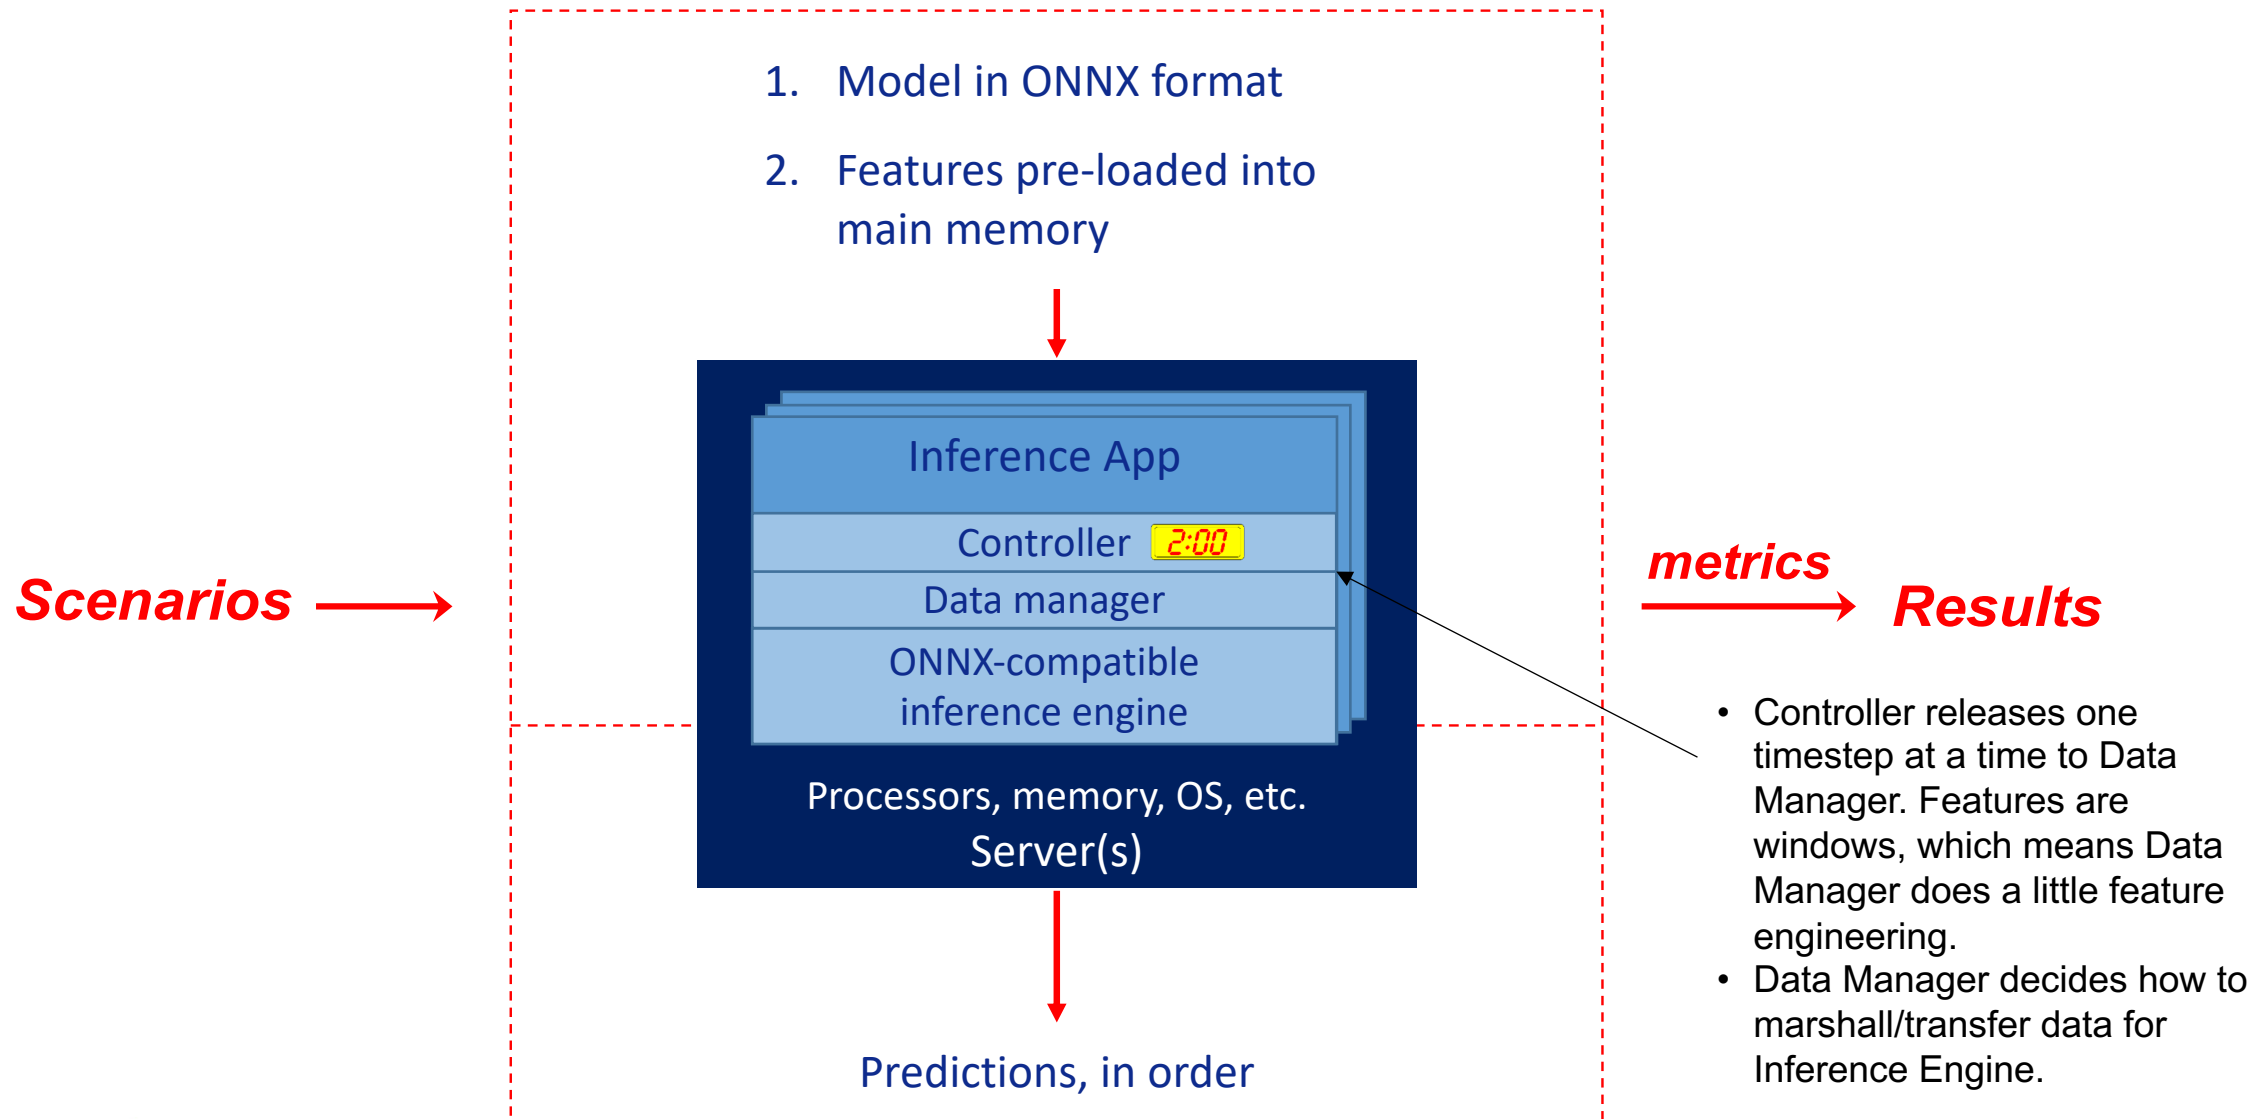 1. Model in ONNX format
2. Features pre-loaded into
main memory
Inference App
Controller 2:00
Data manager
ONNX-compatible
inference engine
Processors, memory, OS, etc.
Server(s)
Predictions, in order
Scenarios
metrics
Results
• Controller releases one
timestep at a time to Data
Manager. Features are
windows, which means Data
Manager does a little feature
engineering.
• Data Manager decides how to
marshall/transfer data for
Inference Engine.